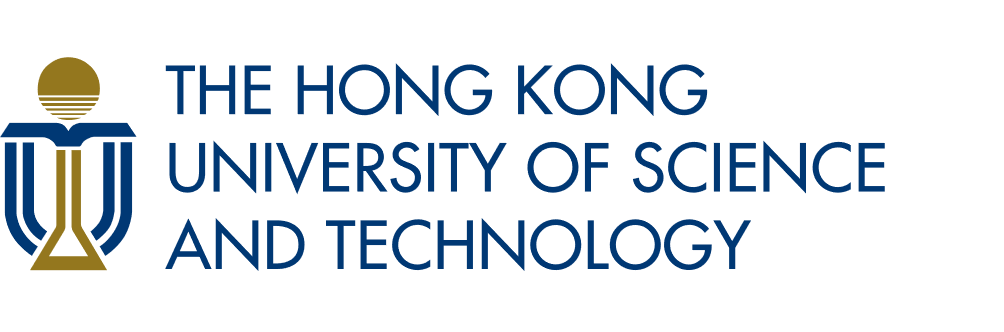 THE HONG KONG
UNIVERSITY OF SCIENCE
AND TECHNOLOGY